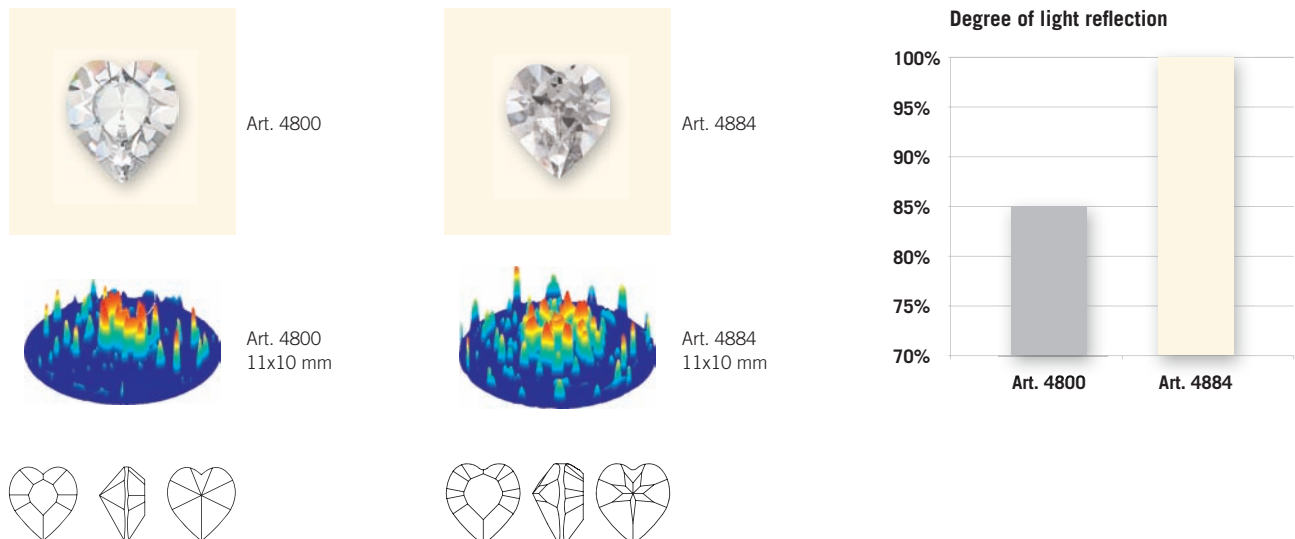 Art. 4800
Art. 4884
Art. 4800
11x10 mm
Art. 4884
11x10 mm
Degree of light reflection
100%
95%
90%
85%
80%
75%
70%
Art. 4800
Art. 4884